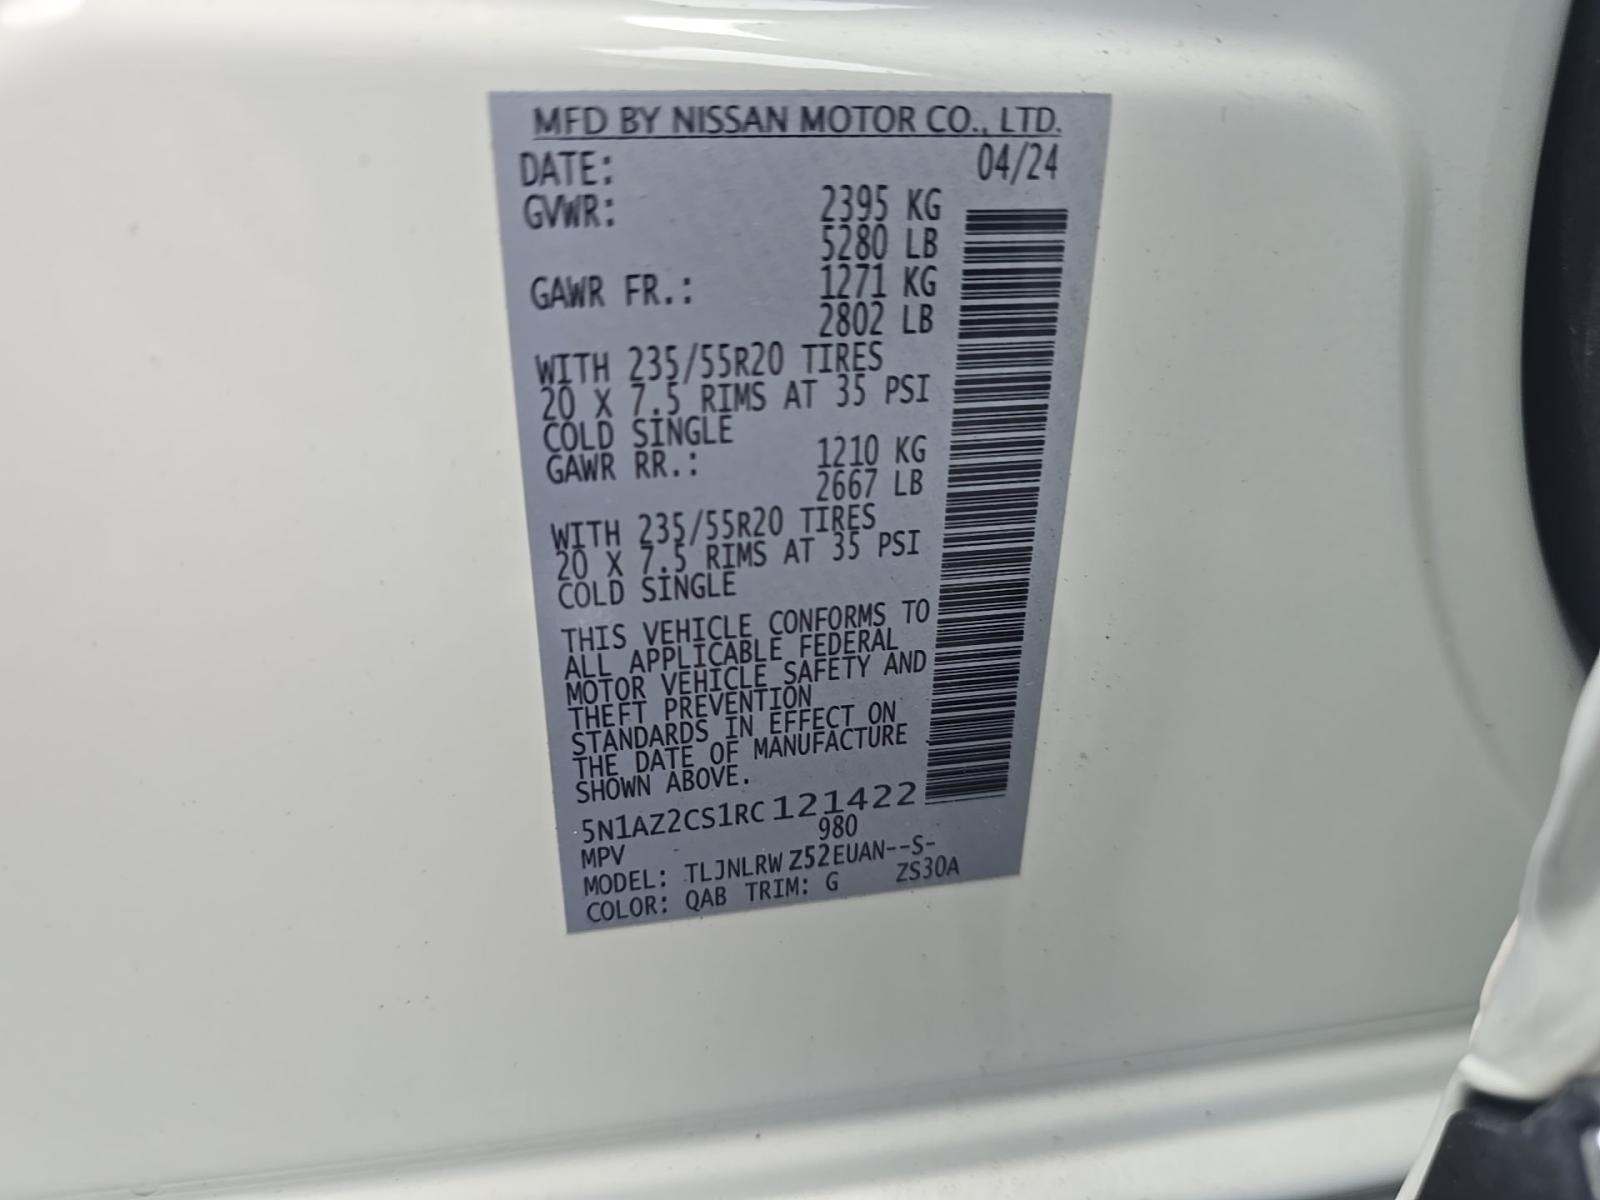 MFD BY NISSAN MOTOR CO., LTD.
DATE: 04/24
GVWR: 2395 KG
5280 LB
GAWR FR.: 1271 KG
2802 LB
WITH 235/55R20 TIRES
20 X 7.5 RIMS AT 35 PSI
COLD SINGLE
GAWR RR.: 1210 KG
2667 LB
WITH 235/55R20 TIRES
20 X 7.5 RIMS AT 35 PSI
COLD SINGLE
THIS VEHICLE CONFORMS TO
ALL APPLICABLE FEDERAL
MOTOR VEHICLE SAFETY AND
THEFT PREVENTION
STANDARDS IN EFFECT ON
THE DATE OF MANUFACTURE
SHOWN ABOVE.
5N1AZ2CS1RC121422
MPV 980
MODEL: TLJNLRWZ52EUAN--S-
COLOR: QAB TRIM: G ZS30A